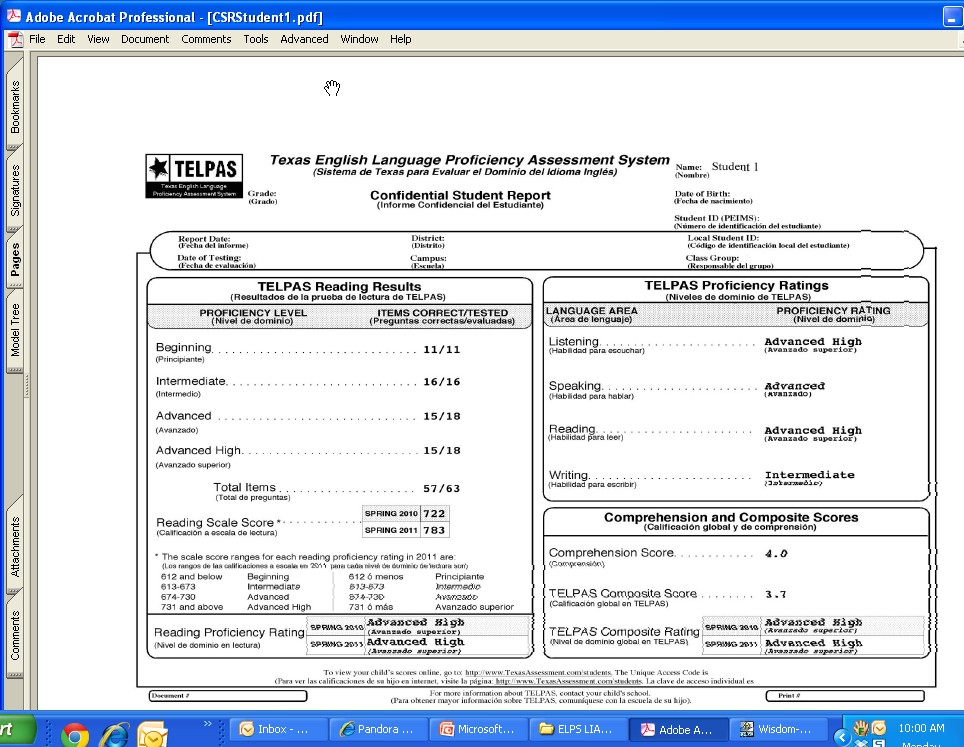 Adobe Acrobat Professional - [CSRStudent1.pdf]
File Edit View Document Comments Tools Advanced Window Help
Bookmarks
Signatures
Pages
Model Tree
Attachments
Comments
TELPAS
Texas English Language
Proficiency Assessment System
Texas English Language Proficiency Assessment System
(Sistema de Texas para Evaluar el Dominio del Idioma Inglés)
Grade:
(Grado)
Confidential Student Report
(Informe Confidencial del Estudiante)
Name: Student 1
(Nombre)
Date of Birth:
(Fecha de nacimiento)
Student ID (PEIMS):
(Número de identificación del estudiante)
Report Date: District: Local Student ID:
(Fecha del informe) (Distrito) (Código de identificación local del estudiante)
Date of Testing: Campus: Class Group:
(Fecha de evaluación) (Escuela) (Responsable del grupo)
TELPAS Reading Results
(Resultados de la prueba de lectura de TELPAS)
PROFICIENCY LEVEL ITEMS CORRECT/TESTED
(Nivel de dominio) (Preguntas correctas/evaluadas)
Beginning 11/11
(Principiante)
Intermediate 16/16
(Intermedio)
Advanced 15/18
(Avanzado)
Advanced High 15/18
(Avanzado superior)
Total Items 57/63
(Total de preguntas)
Reading Scale Score *
(Calificación a escala de lectura)
SPRING 2010 722
SPRING 2011 783
* The scale score ranges for each reading proficiency rating in 2011 are:
(Los rangos de las calificaciones a escala en 2011 para cada nivel de dominio de lectura son)
612 and below Beginning 612 ó menos Principiante
613-673 Intermediate 613-673 Intermedio
674-730 Advanced 674-730 Avanzado
731 and above Advanced High 731 ó más Avanzado superior
Reading Proficiency Rating
(Nivel de dominio en lectura)
SPRING 2010 Advanced High
(Avanzado superior)
SPRING 2011 Advanced High
(Avanzado superior)
TELPAS Proficiency Ratings
(Niveles de dominio de TELPAS)
LANGUAGE AREA PROFICIENCY RATING
(Área de lenguaje) (Nivel de dominio)
Listening Advanced High
(Habilidad para escuchar) (Avanzado superior)
Speaking Advanced
(Habilidad para hablar) (Avanzado)
Reading Advanced High
(Habilidad para leer) (Avanzado superior)
Writing Intermediate
(Habilidad para escribir) (Intermedio)
Comprehension and Composite Scores
(Calificación global y de comprensión)
Comprehension Score 4.0
(Comprensión)
TELPAS Composite Score 3.7
(Calificación global en TELPAS)
TELPAS Composite Rating
(Nivel de dominio global en TELPAS)
SPRING 2010 Advanced High
(Avanzado superior)
SPRING 2011 Advanced High
(Avanzado superior)
To view your child's scores online, go to: http://www.TexasAssessment.com/students. The Unique Access Code is
(Para ver las calificaciones de su hijo en internet, visite la página: http://www.TexasAssessment.com/students. La clave de acceso individual es
Document #
For more information about TELPAS, contact your child's school.
(Para obtener mayor información sobre TELPAS, comuníquese con la escuela de su hijo).
Print #
rt
Inbox - ...
Pandora ...
Microsoft...
ELPS LIA...
Adobe A...
Wisdom-...
10:00 AM
Monday